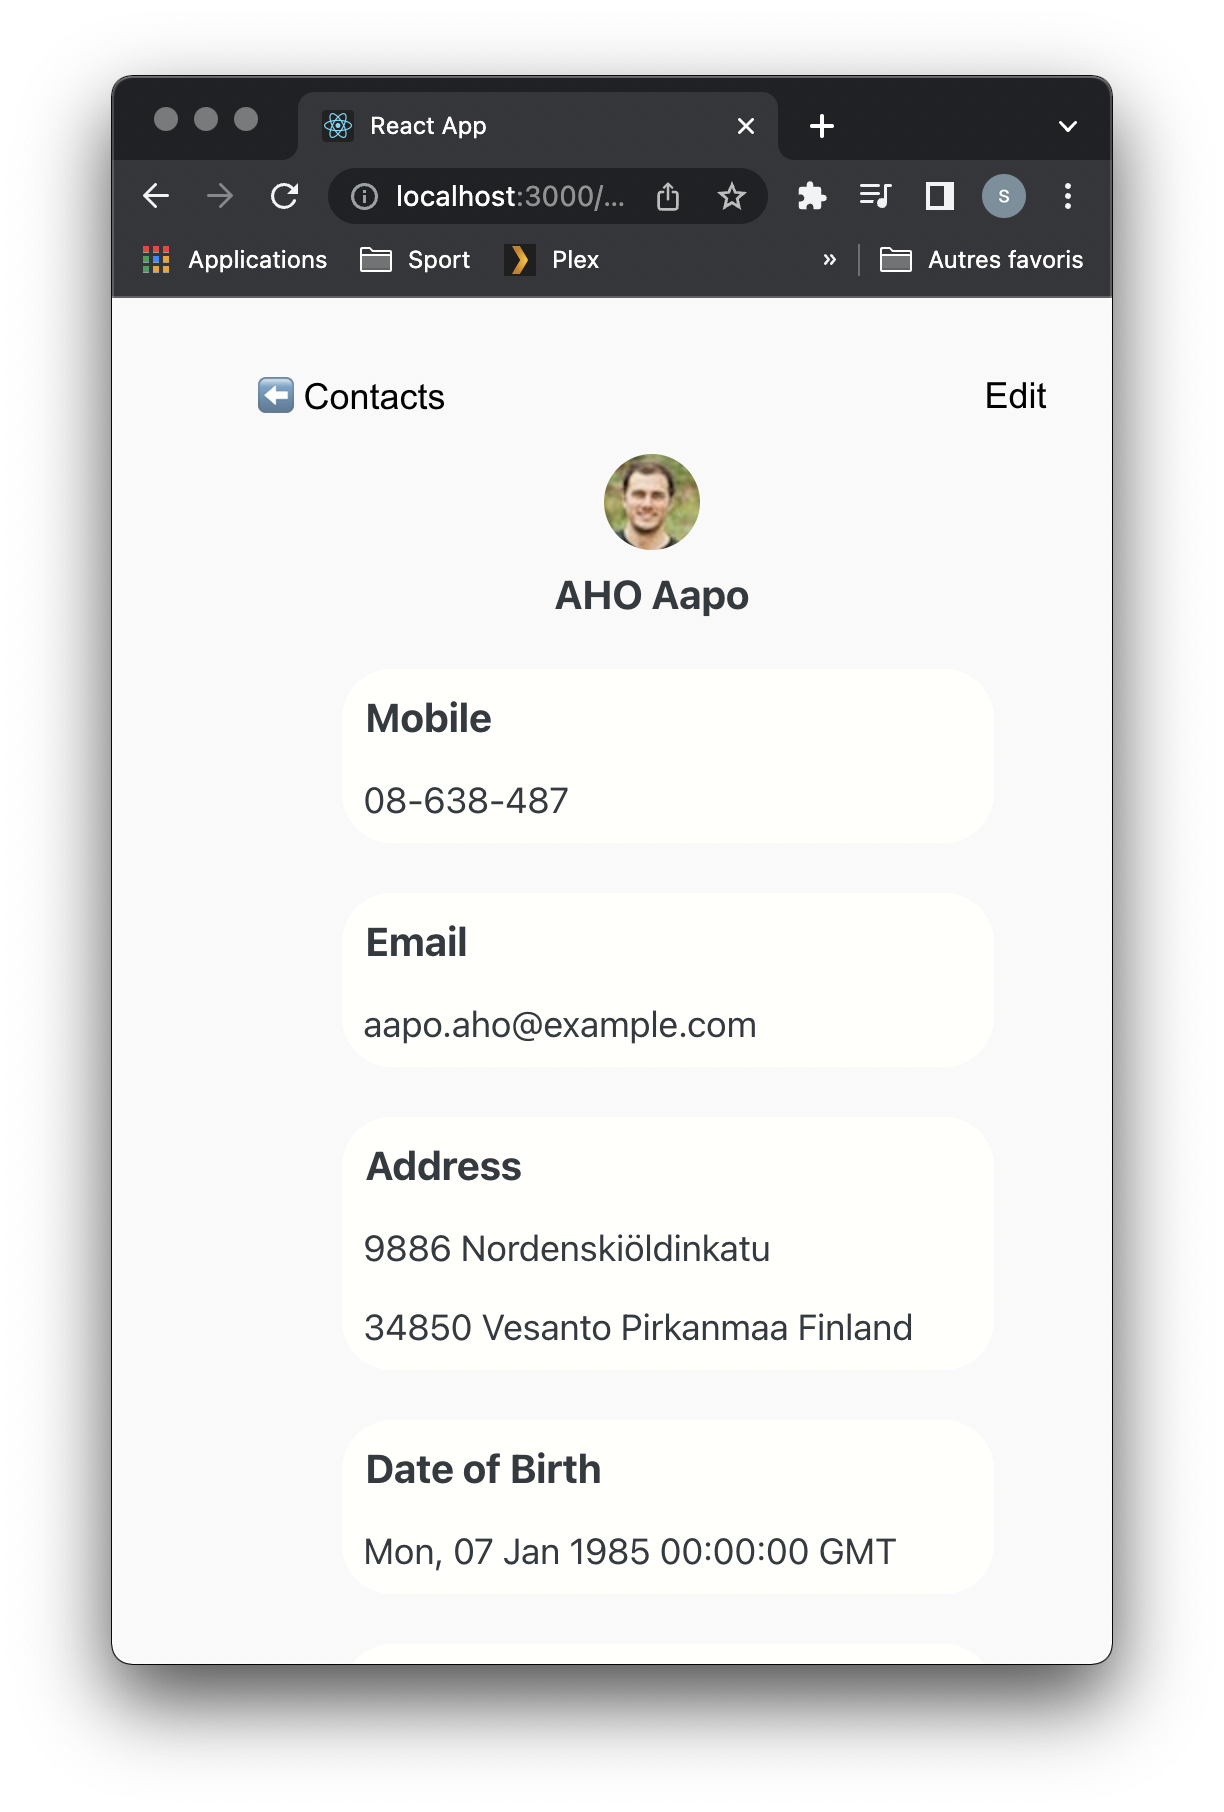 React App
localhost:3000/...
S
Applications Sport Plex » Autres favoris
Contacts Edit
AHO Aapo
Mobile
08-638-487
Email
aapo.aho@example.com
Address
9886 Nordenskiöldinkatu
34850 Vesanto Pirkanmaa Finland
Date of Birth
Mon, 07 Jan 1985 00:00:00 GMT